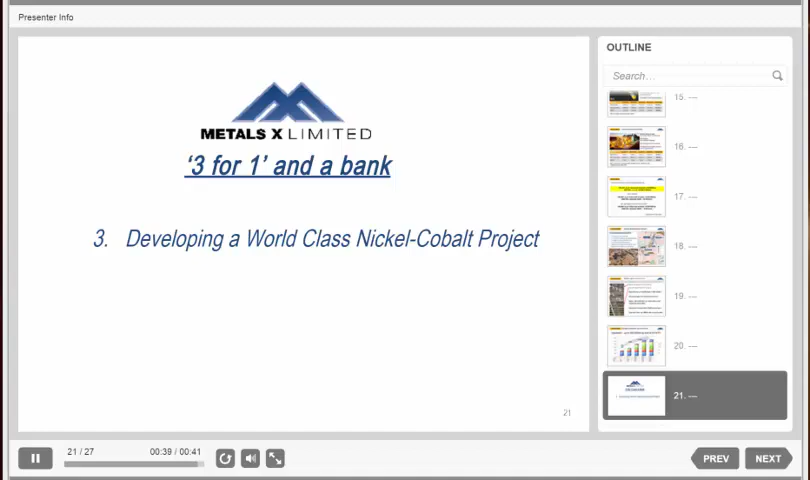 Presenter Info
METALS X LIMITED
‘3 for 1’ and a bank
3. Developing a World Class Nickel-Cobalt Project
21
OUTLINE
Search...
15. ---
16. ---
17. ---
18. ---
19. ---
20. ---
21. ---
21 / 27
00:39 / 00:41
PREV
NEXT